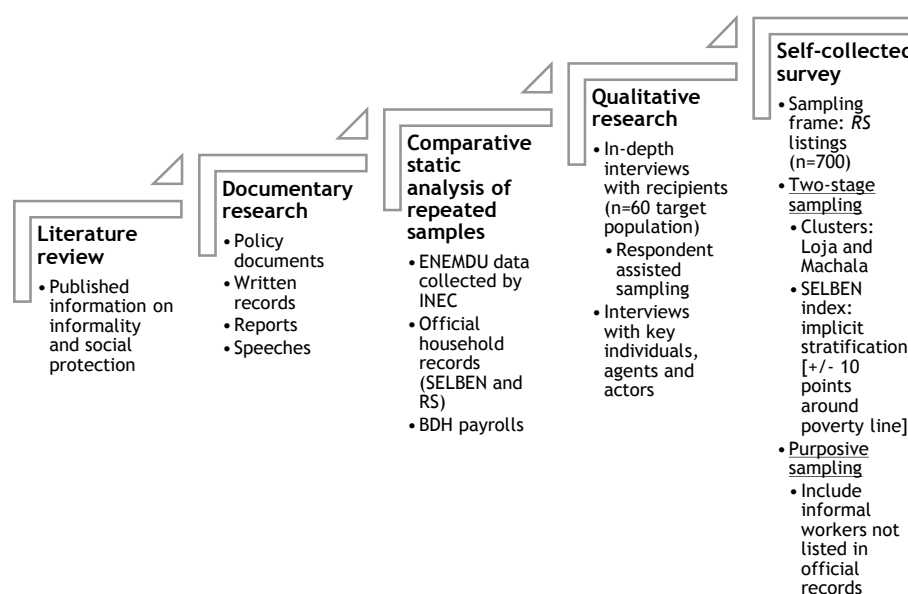 Literature
review
• Published
information on
informality
and social
protection
Documentary
research
• Policy
documents
• Written
records
• Reports
• Speeches
Comparative
static
analysis of
repeated
samples
• ENEMDU data
collected by
INEC
• Official
household
records
(SELBEN and
RS)
• BDH payrolls
Qualitative
research
• In-depth
interviews
with recipients
(n=60 target
population)
• Respondent
assisted
sampling
• Interviews
with key
individuals,
agents and
actors
Self-collected
survey
• Sampling
frame: RS
listings
(n=700)
• Two-stage
sampling
• Clusters:
Loja and
Machala
• SELBEN
index:
implicit
stratification
[+/- 10
points
around
poverty line]
• Purposive
sampling
• Include
informal
workers not
listed in
official
records